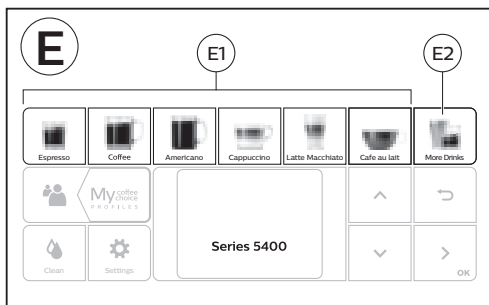 E
E1
E2
Espresso
Coffee
Americano
Cappuccino
Latte Macchiato
Cafe au lait
More Drinks
My coffee choice
PROFILES
Series 5400
Clean
Settings
OK